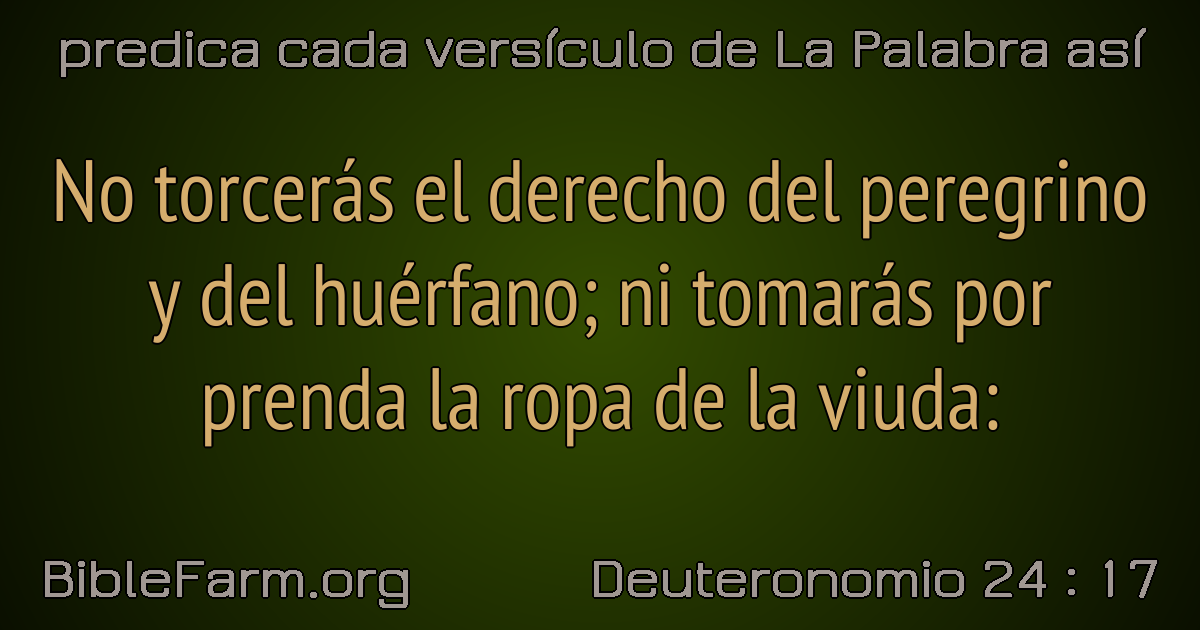 predica cada versículo de La Palabra así
No torcerás el derecho del peregrino
y del huérfano; ni tomarás por
prenda la ropa de la viuda:
BibleFarm.org
Deuteronomio 24 : 17